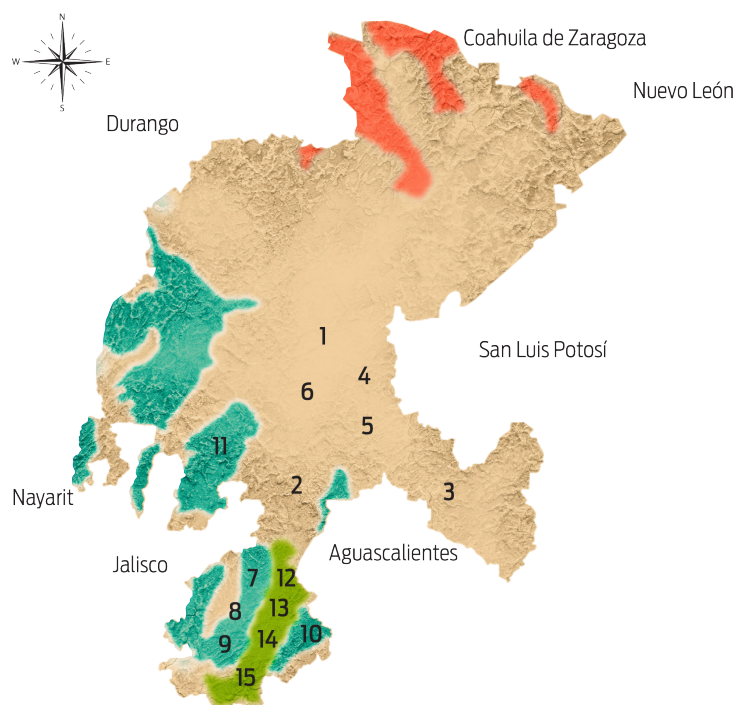 N
W E
S
Coahuila de Zaragoza
Nuevo León
Durango
1
San Luis Potosí
4
6
5
11
2
3
Nayarit
Aguascalientes
Jalisco
7
12
8
13
10
14
9
15